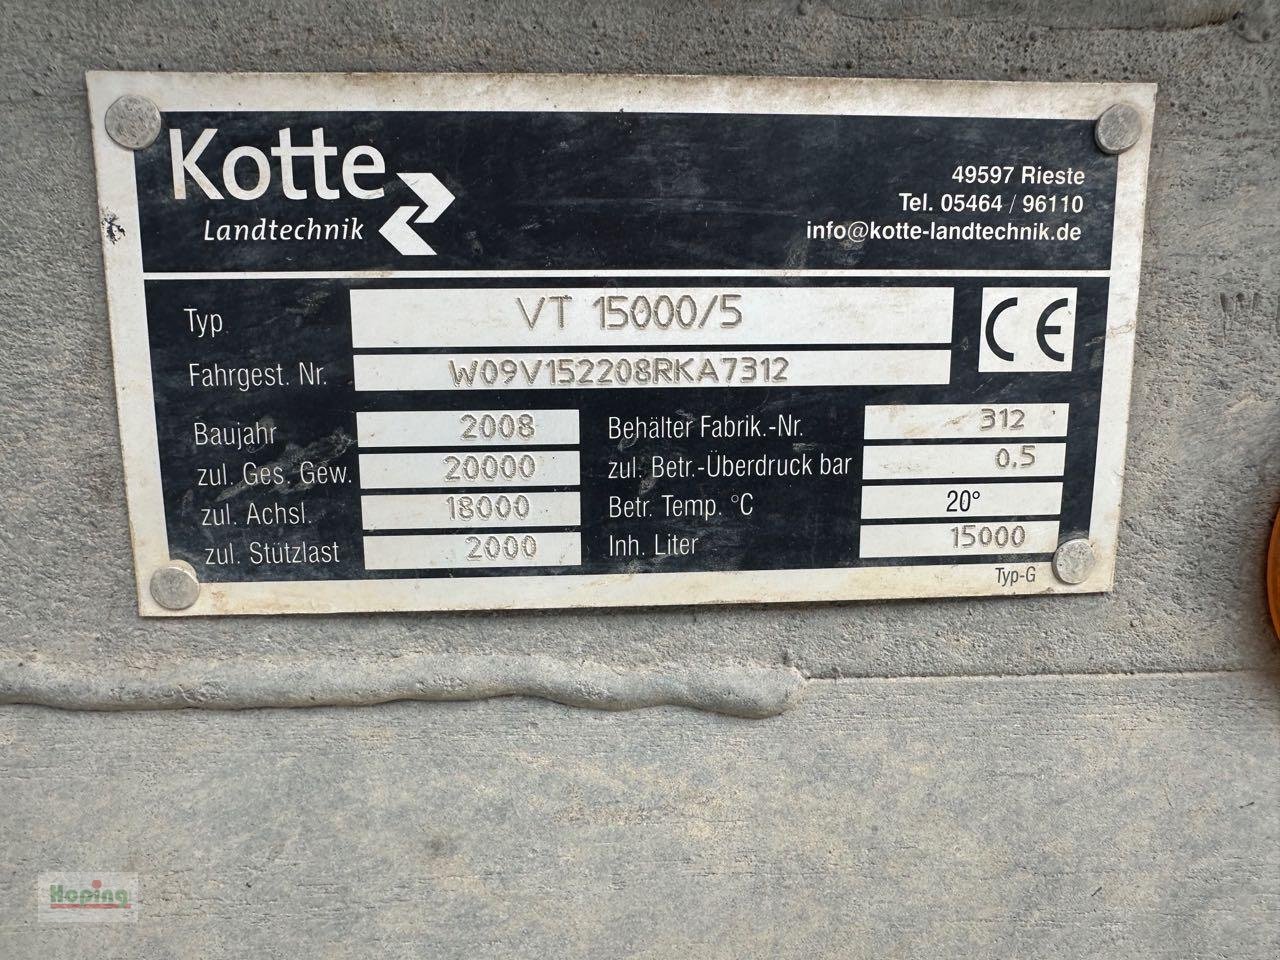 Kotte
Landtechnik
49597 Rieste
Tel. 05464 / 96110
info@kotte-landtechnik.de
Typ VT 15000/5
CE
Fahrgest. Nr. W09V152208RKA7312
Baujahr 2008 Behälter Fabrik.-Nr. 312
zul. Ges. Gew. 20000 zul. Betr.-Überdruck bar 0.5
zul. Achsl. 18000 Betr. Temp. °C 20°
zul. Stützlast 2000 Inh. Liter 15000
Typ-G
Hoping